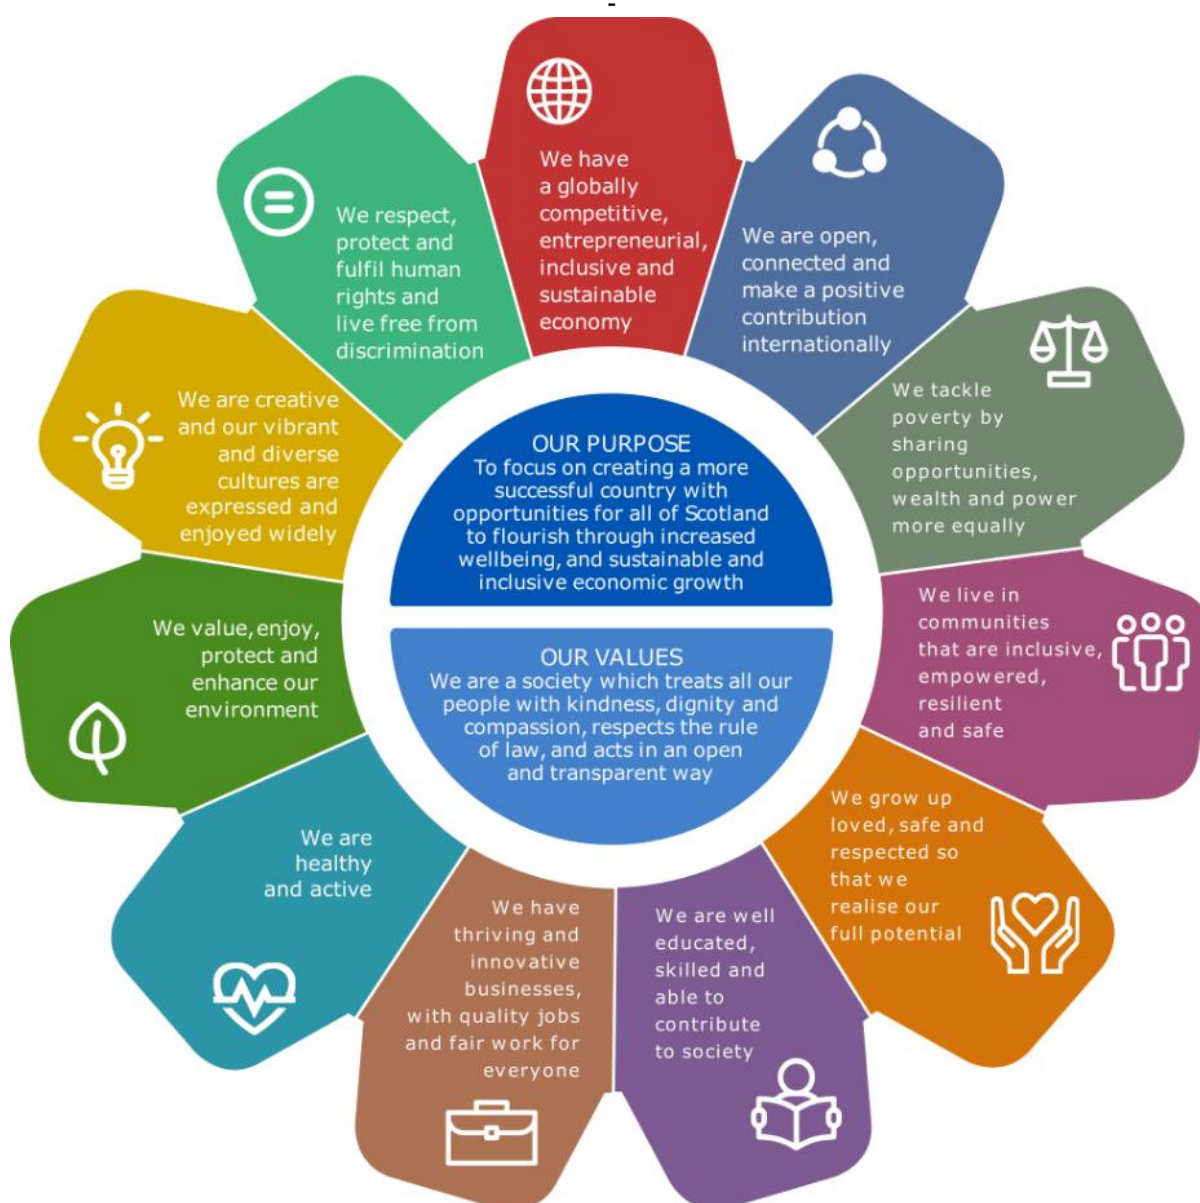 We have
a globally
competitive,
entrepreneurial,
inclusive and
sustainable
economy
We are open,
connected and
make a positive
contribution
internationally
We tackle
poverty by
sharing
opportunities,
wealth and power
more equally
We live in
communities
that are inclusive,
empowered,
resilient
and safe
We grow up
loved, safe and
respected so
that we
realise our
full potential
We are well
educated,
skilled and
able to
contribute
to society
We have
thriving and
innovative
businesses,
with quality jobs
and fair work for
everyone
We are
healthy
and active
We value, enjoy,
protect and
enhance our
environment
We are creative
and our vibrant
and diverse
cultures are
expressed and
enjoyed widely
We respect,
protect and
fulfil human
rights and
live free from
discrimination
OUR PURPOSE
To focus on creating a more
successful country with
opportunities for all of Scotland
to flourish through increased
wellbeing, and sustainable and
inclusive economic growth
OUR VALUES
We are a society which treats all our
people with kindness, dignity and
compassion, respects the rule
of law, and acts in an open
and transparent way